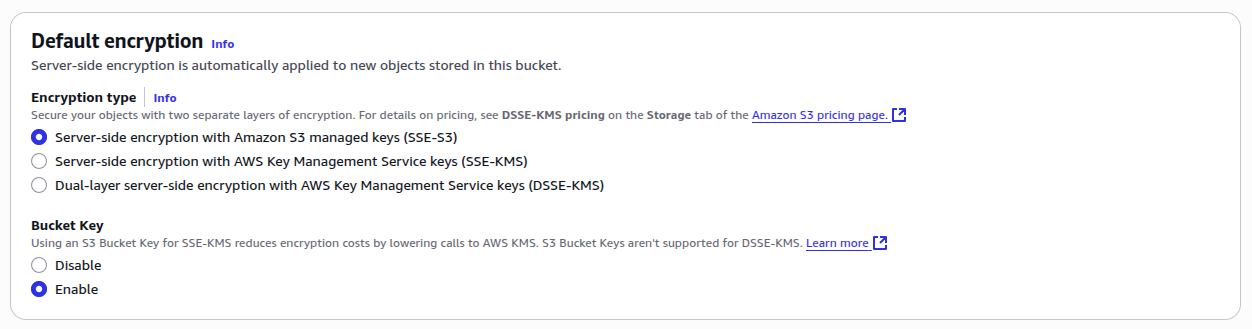 Default encryption Info
Server-side encryption is automatically applied to new objects stored in this bucket.
Encryption type Info
Secure your objects with two separate layers of encryption. For details on pricing, see DSSE-KMS pricing on the Storage tab of the Amazon S3 pricing page.
Server-side encryption with Amazon S3 managed keys (SSE-S3)
Server-side encryption with AWS Key Management Service keys (SSE-KMS)
Dual-layer server-side encryption with AWS Key Management Service keys (DSSE-KMS)
Bucket Key
Using an S3 Bucket Key for SSE-KMS reduces encryption costs by lowering calls to AWS KMS. S3 Bucket Keys aren't supported for DSSE-KMS. Learn more
Disable
Enable